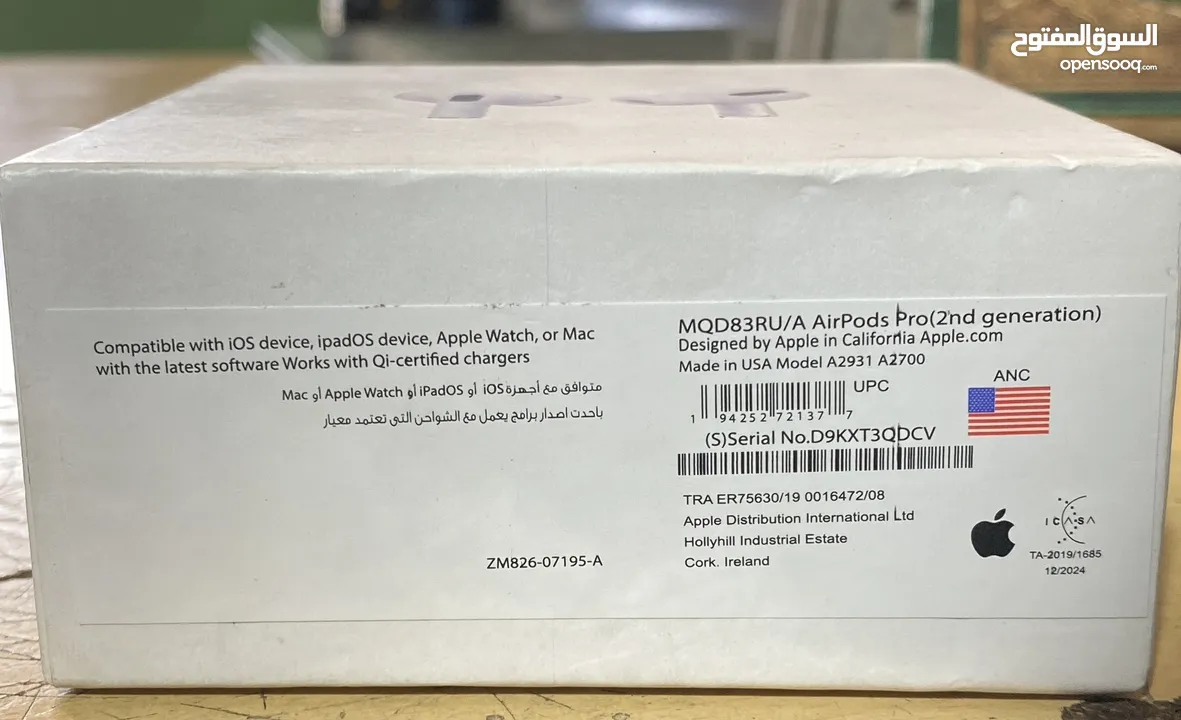 السوق المفتوح
opensooq.com
Compatible with iOS device, ipadOS device, Apple Watch, or Mac
with the latest software Works with Qi-certified chargers
متوافق مع أجهزة iOS أو iPadOS أو Apple Watch أو Mac
باحدت اصدار برامج يعمل مع الشواحن التي تعتمد معيار
ZM826-07195-A
MQD83RU/A AirPods Pro(2nd generation)
Designed by Apple in California Apple.com
Made in USA Model A2931 A2700
UPC
1 94252 72137 7
ANC
(S)Serial No.D9KXT3QDCV
TRA ER75630/19 0016472/08
Apple Distribution International Ltd
Hollyhill Industrial Estate
Cork. Ireland
ICASA
TA-2019/1685
12/2024